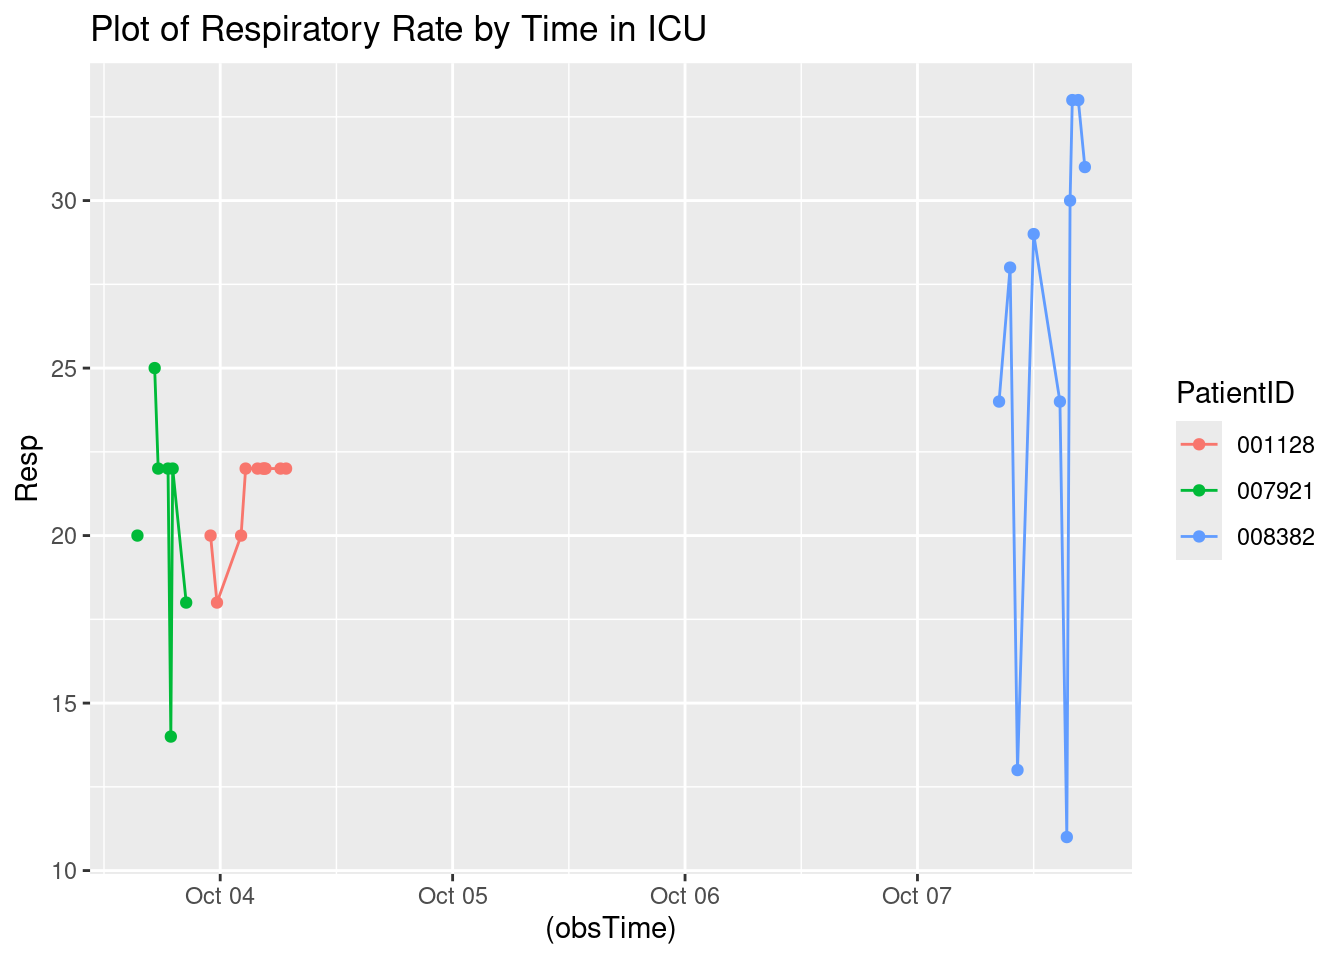 Plot of Respiratory Rate by Time in ICU
30
25
20
15
10
Resp
Oct 04
Oct 05
Oct 06
Oct 07
(obsTime)
PatientID
001128
007921
008382